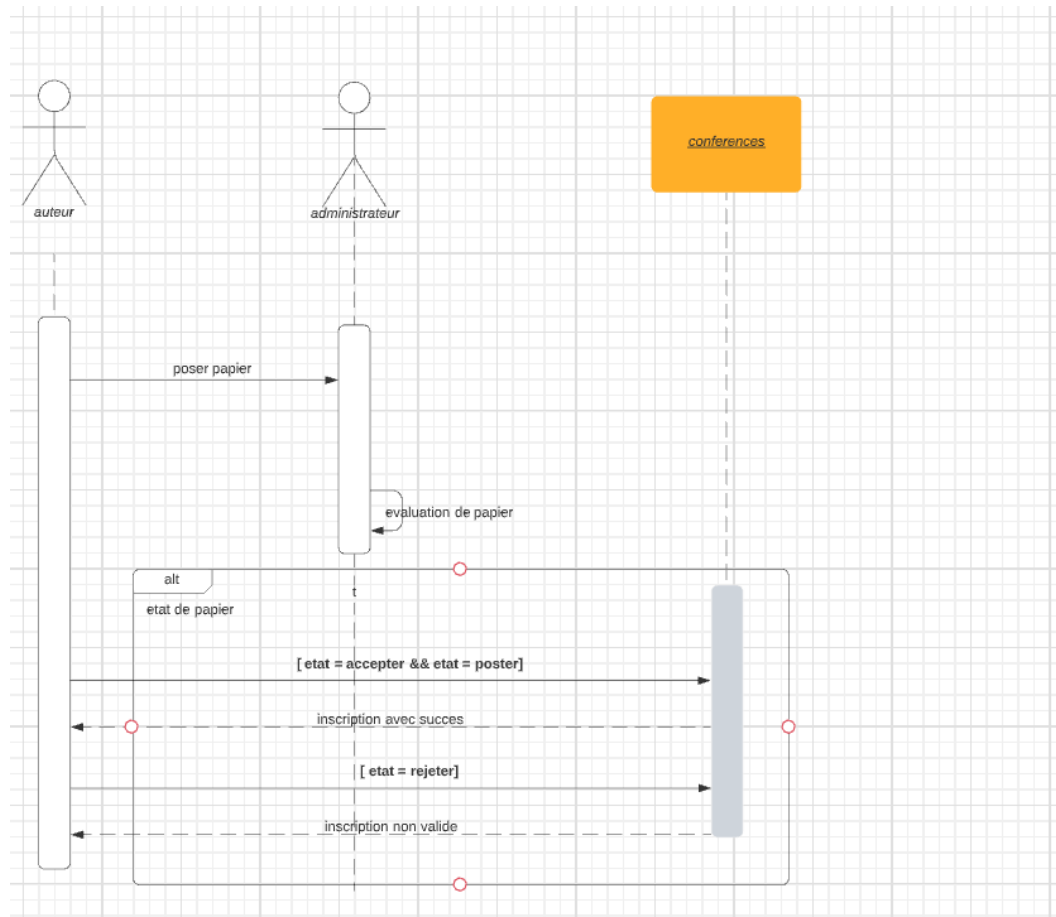 conferences
auteur
administrateur
poser papier
evaluation de papier
alt
t
etat de papier
[ etat = accepter && etat = poster]
inscription avec succes
[ etat = rejeter]
inscription non valide